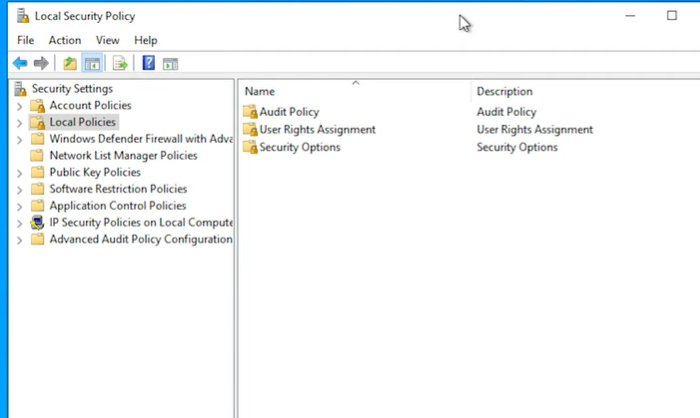 Local Security Policy
File Action View Help
Security Settings
Account Policies
Local Policies
Windows Defender Firewall with Adva
Network List Manager Policies
Public Key Policies
Software Restriction Policies
Application Control Policies
IP Security Policies on Local Compute
Advanced Audit Policy Configuration
Name Description
Audit Policy Audit Policy
User Rights Assignment User Rights Assignment
Security Options Security Options